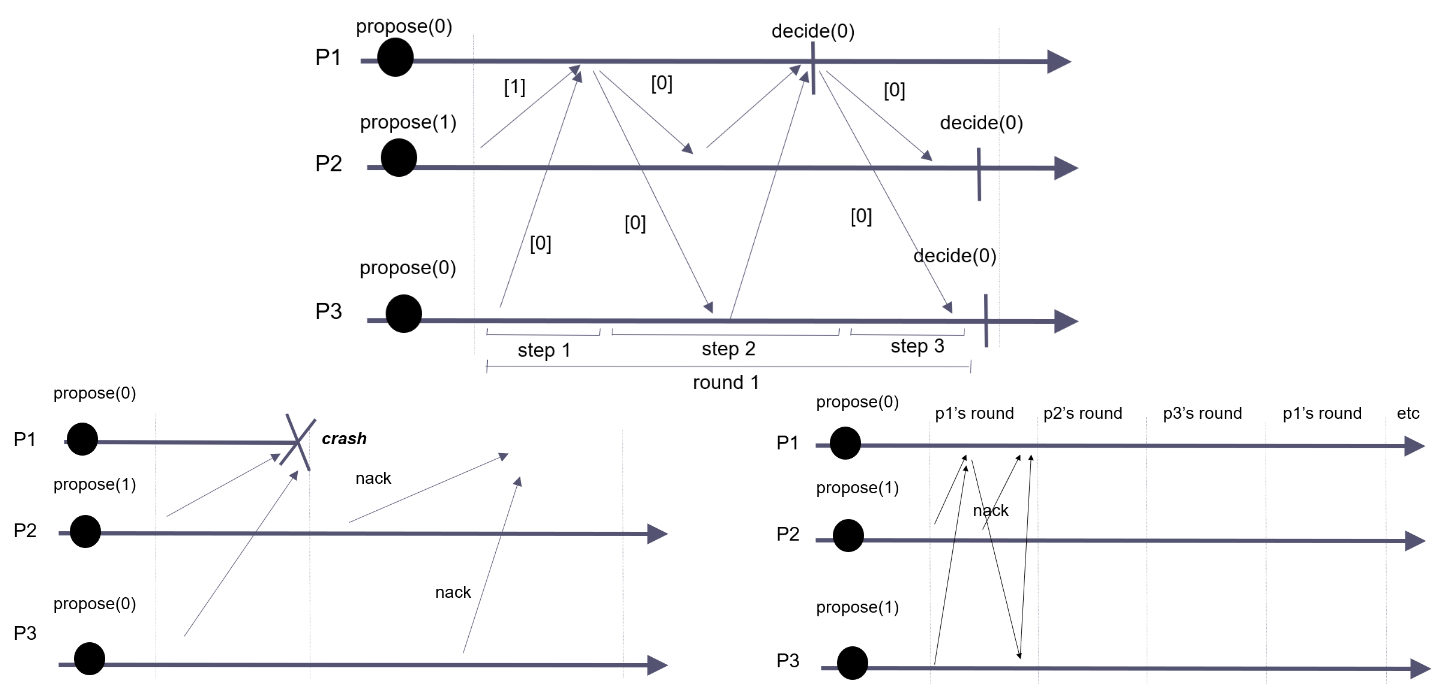 propose(0)
decide(0)
P1
[1]
[0]
[0]
propose(1)
decide(0)
P2
[0]
[0]
[0]
propose(0)
decide(0)
P3
step 1
step 2
step 3
round 1
propose(0)
P1
crash
nack
propose(1)
P2
nack
propose(0)
P3
propose(0)
p1's round
p2's round
p3's round
p1's round
etc
P1
propose(1)
nack
P2
propose(1)
P3